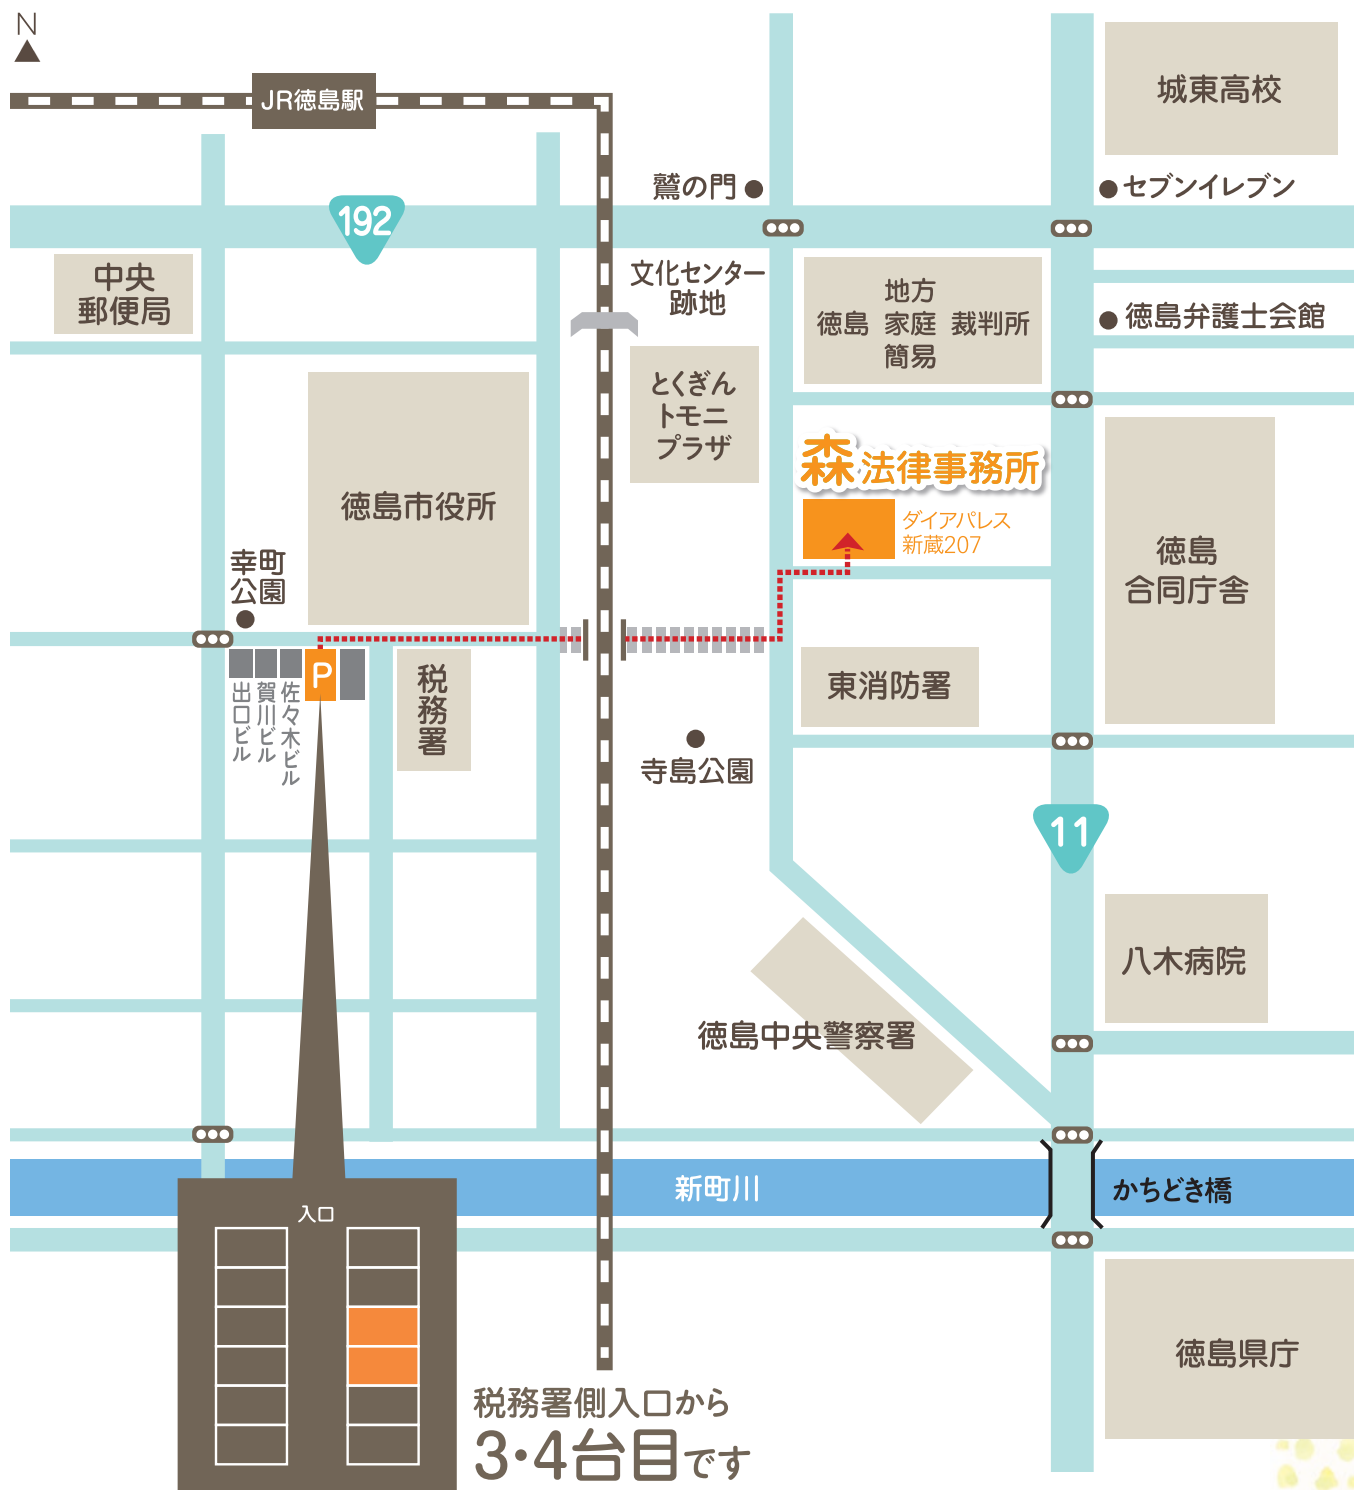 N
JR徳島駅
城東高校
鷲の門
セブンイレブン
192
中央
郵便局
文化センター
跡地
地方
徳島 家庭 裁判所
簡易
徳島弁護士会館
とくぎん
トモニ
プラザ
森法律事務所
ダイアパレス
新蔵207
徳島市役所
徳島
合同庁舎
幸町
公園
P
出口ビル
賀川ビル
佐々木ビル
税務署
東消防署
寺島公園
11
八木病院
徳島中央警察署
新町川
かちどき橋
入口
徳島県庁
税務署側入口から
3・4台目です